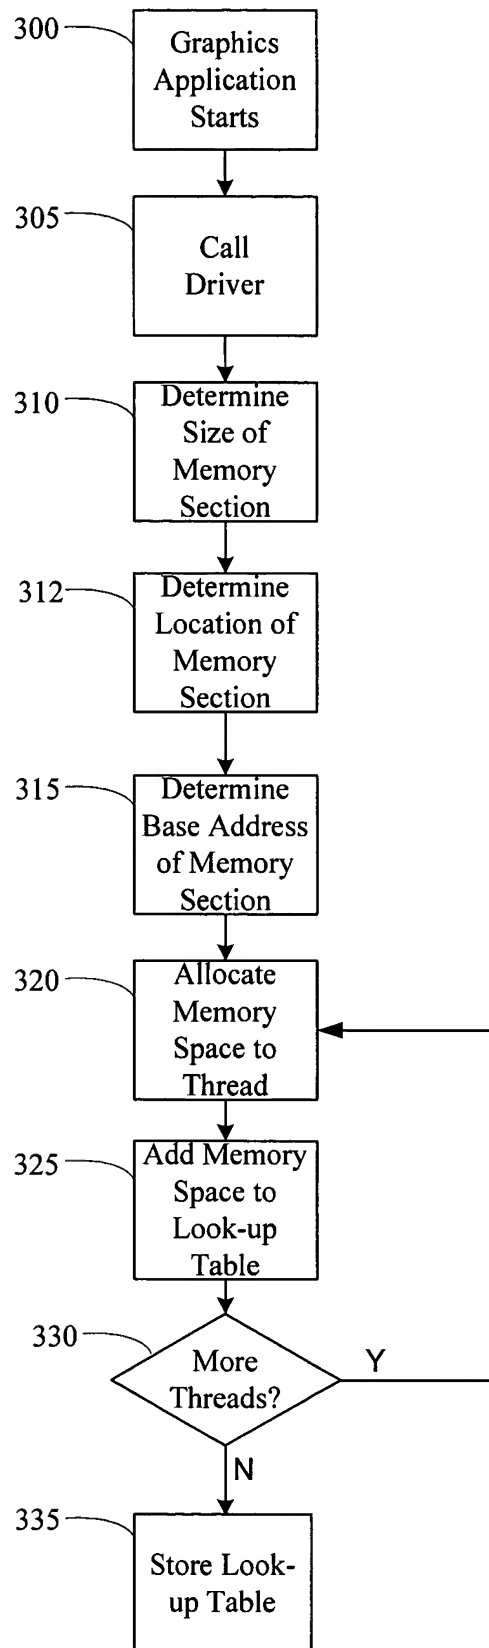 300
Graphics
Application
Starts
305
Call
Driver
310
Determine
Size of
Memory
Section
312
Determine
Location of
Memory
Section
315
Determine
Base Address
of Memory
Section
320
Allocate
Memory
Space to
Thread
325
Add Memory
Space to
Look-up
Table
330
More
Threads?
Y
N
335
Store Look-
up Table